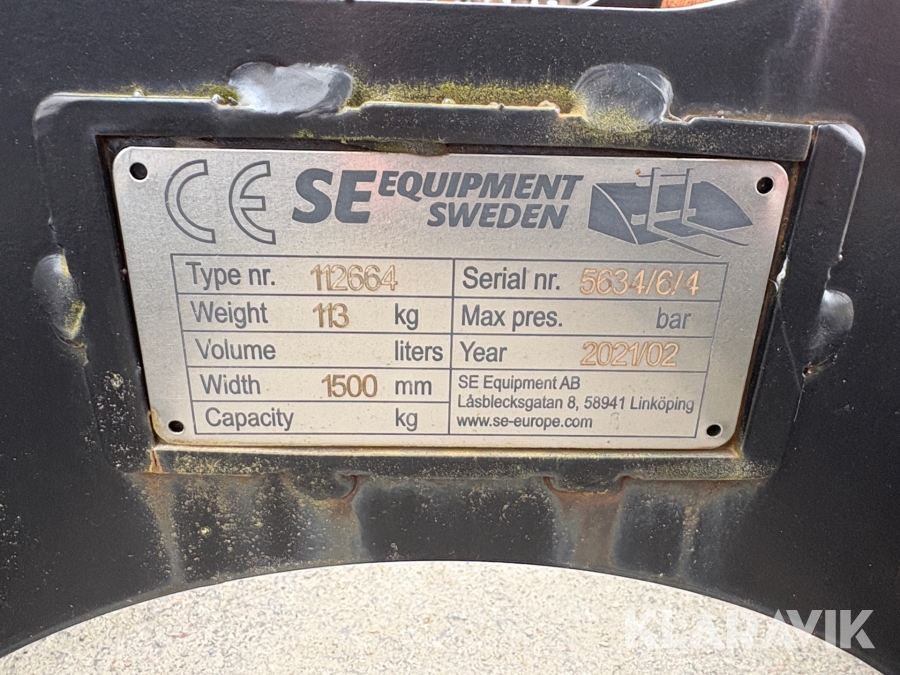 KLARAVIK
CE SE EQUIPMENT
SWEDEN
Type nr. 112664
Serial nr. 5634/6/4
Weight 113 kg
Max pres. bar
Volume liters
Year 2021/02
Width 1500 mm
Capacity kg
SE Equipment AB
Låsblecksgatan 8, 58941 Linköping
www.se-europe.com
KLARAVIK